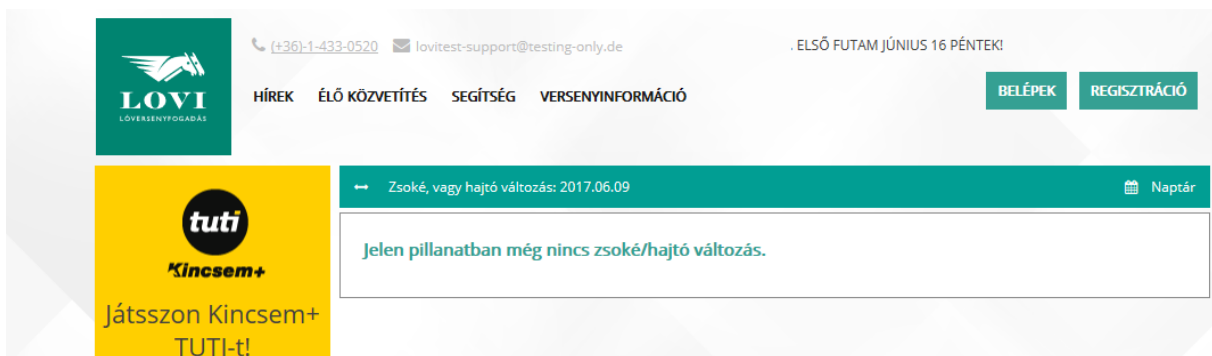 (+36)-1-433-0520 lovitest-support@testing-only.de . ELSŐ FUTAM JÚNIUS 16 PÉNTEK!
LOVI
LÓVERSENYFOGADÁS
HÍREK ÉLŐ KÖZVETÍTÉS SEGÍTSÉG VERSENYINFORMÁCIÓ
BELÉPEK REGISZTRÁCIÓ
Zsoké, vagy hajtó változás: 2017.06.09 Naptár
tuti
Kincsem+
Játsszon Kincsem+
TUTI-t!
Jelen pillanatban még nincs zsoké/hajtó változás.